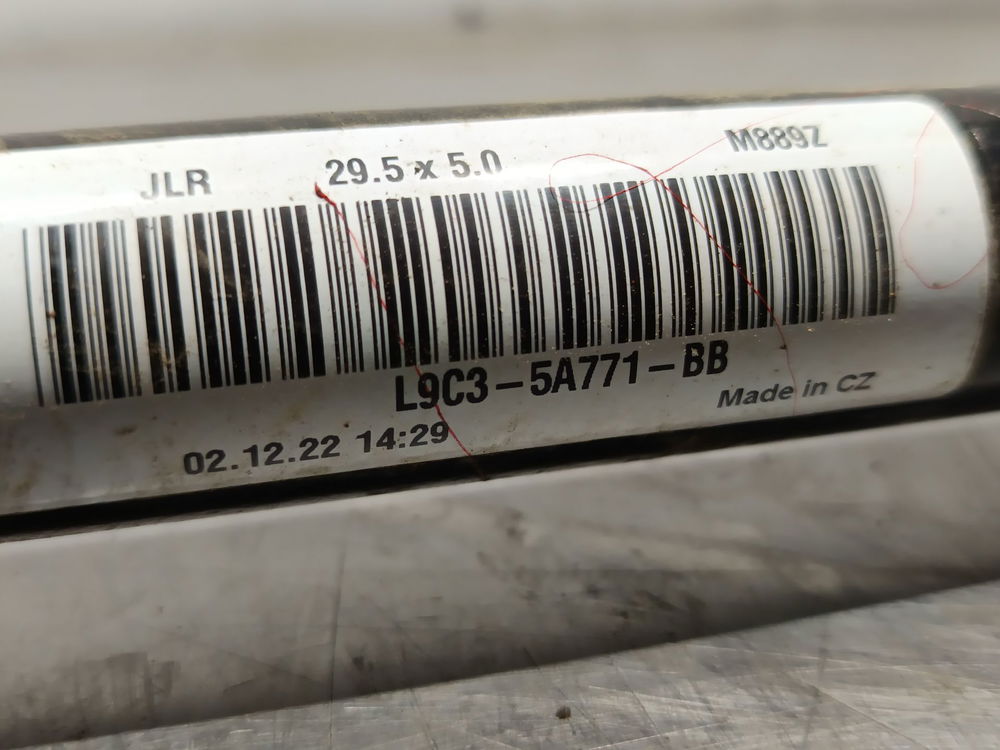 JLR 29.5 x 5.0 M889Z
L9C3-5A771-BB
Made in CZ
02.12.22 14:29